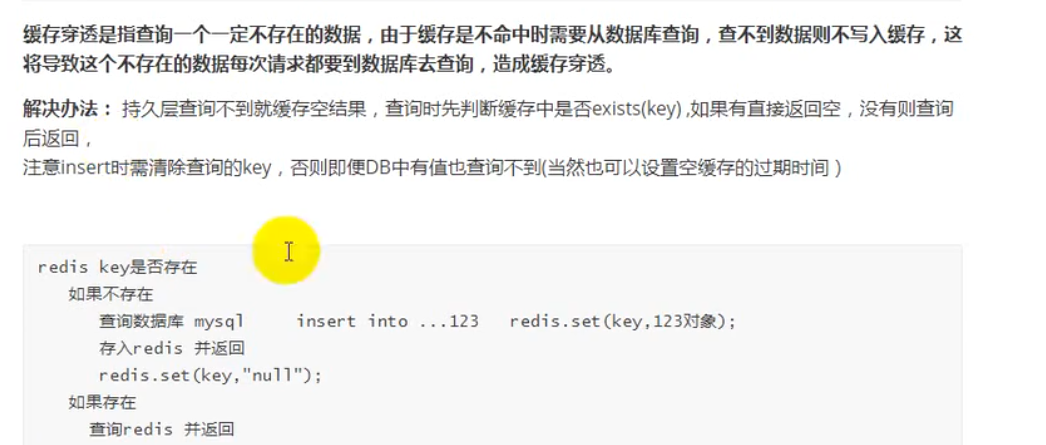 缓存穿透是指查询一个一定不存在的数据，由于缓存是不命中时需要从数据库查询，查不到数据则不写入缓存，这
将导致这个不存在的数据每次请求都要到数据库去查询，造成缓存穿透。
解决办法： 持久层查询不到就缓存空结果，查询时先判断缓存中是否exists(key) ,如果有直接返回空，没有则查询
后返回，
注意insert时需清除查询的key，否则即便DB中有值也查询不到(当然也可以设置空缓存的过期时间）
redis key是否存在
如果不存在
查询数据库 mysql insert into ...123 redis.set(key,123对象);
存入redis 并返回
redis.set(key,"null");
如果存在
查询redis 并返回